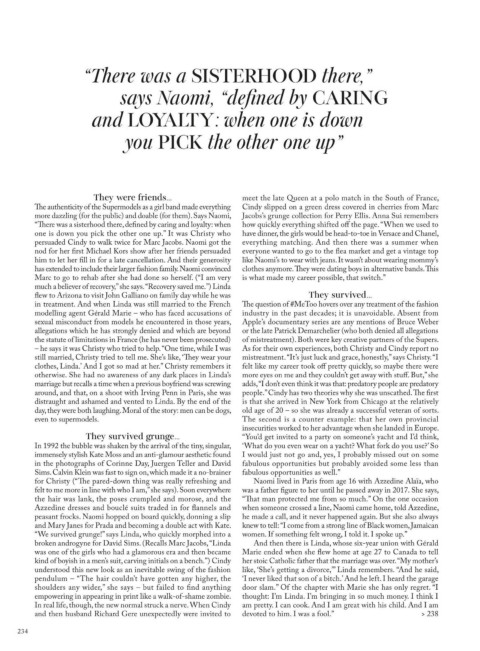 “There was a SISTERHOOD there,”
says Naomi, “defined by CARING
and LOYALTY: when one is down
you PICK the other one up”
They were friends…
The authenticity of the Supermodels as a girl band made everything
more dazzling (for the public) and doable (for them). Says Naomi,
“There was a sisterhood there, defined by caring and loyalty: when
one is down you pick the other one up.” It was Christy who
persuaded Cindy to walk twice for Marc Jacobs. Naomi got the
nod for her first Michael Kors show after her friends persuaded
him to let her fill in for a late cancellation. And their generosity
has extended to include their larger fashion family. Naomi convinced
Marc to go to rehab after she had done so herself. (“I am very
much a believer of recovery,” she says. “Recovery saved me.”) Linda
flew to Arizona to visit John Galliano on family day while he was
in treatment. And when Linda was still married to the French
modelling agent Gérald Marie – who has faced accusations of
sexual misconduct from models he encountered in those years,
allegations which he has strongly denied and which are beyond
the statute of limitations in France (he has never been prosecuted)
– he says it was Christy who tried to help. “One time, while I was
still married, Christy tried to tell me. She’s like, ‘They wear your
clothes, Linda.’ And I got so mad at her.” Christy remembers it
otherwise. She had no awareness of any dark places in Linda’s
marriage but recalls a time when a previous boyfriend was screwing
around, and that, on a shoot with Irving Penn in Paris, she was
distraught and ashamed and vented to Linda. By the end of the
day, they were both laughing. Moral of the story: men can be dogs,
even to supermodels.
They survived grunge…
In 1992 the bubble was shaken by the arrival of the tiny, singular,
immensely stylish Kate Moss and an anti-glamour aesthetic found
in the photographs of Corinne Day, Juergen Teller and David
Sims. Calvin Klein was fast to sign on, which made it a no-brainer
for Christy (“The pared-down thing was really refreshing and
felt to me more in line with who I am,” she says). Soon everywhere
the hair was lank, the poses crumpled and morose, and the
Azzedine dresses and bouclé suits traded in for flannels and
peasant frocks. Naomi hopped on board quickly, donning a slip
and Mary Janes for Prada and becoming a double act with Kate.
“We survived grunge!” says Linda, who quickly morphed into a
broken androgyne for David Sims. (Recalls Marc Jacobs, “Linda
was one of the girls who had a glamorous era and then became
kind of boyish in a men’s suit, carving initials on a bench.”) Cindy
understood this new look as an inevitable swing of the fashion
pendulum – “The hair couldn’t have gotten any higher, the
shoulders any wider,” she says – but failed to find anything
empowering in appearing in print like a walk-of-shame zombie.
In real life, though, the new normal struck a nerve. When Cindy
and then husband Richard Gere unexpectedly were invited to
meet the late Queen at a polo match in the South of France,
Cindy slipped on a green dress covered in cherries from Marc
Jacobs’s grunge collection for Perry Ellis. Anna Sui remembers
how quickly everything shifted off the page. “When we used to
have dinner, the girls would be head-to-toe in Versace and Chanel,
everything matching. And then there was a summer when
everyone wanted to go to the flea market and get a vintage top
like Naomi’s to wear with jeans. It wasn’t about wearing mommy’s
clothes anymore. They were dating boys in alternative bands. This
is what made my career possible, that switch.”
They survived…
The question of #MeToo hovers over any treatment of the fashion
industry in the past decades; it is unavoidable. Absent from
Apple’s documentary series are any mentions of Bruce Weber
or the late Patrick Demarchelier (who both denied all allegations
of mistreatment). Both were key creative partners of the Supers.
As for their own experiences, both Christy and Cindy report no
mistreatment. “It’s just luck and grace, honestly,” says Christy. “I
felt like my career took off pretty quickly, so maybe there were
more eyes on me and they couldn’t get away with stuff. But,” she
adds, “I don’t even think it was that: predatory people are predatory
people.” Cindy has two theories why she was unscathed. The first
is that she arrived in New York from Chicago at the relatively
old age of 20 – so she was already a successful veteran of sorts.
The second is a counter example: that her own provincial
insecurities worked to her advantage when she landed in Europe.
“You’d get invited to a party on someone’s yacht and I’d think,
‘What do you even wear on a yacht? What fork do you use?’ So
I would just not go and, yes, I probably missed out on some
fabulous opportunities but probably avoided some less than
fabulous opportunities as well.”
Naomi lived in Paris from age 16 with Azzedine Alaïa, who
was a father figure to her until he passed away in 2017. She says,
“That man protected me from so much.” On the one occasion
when someone crossed a line, Naomi came home, told Azzedine,
he made a call, and it never happened again. But she also always
knew to tell: “I come from a strong line of Black women, Jamaican
women. If something felt wrong, I told it. I spoke up.”
And then there is Linda, whose six-year union with Gérald
Marie ended when she flew home at age 27 to Canada to tell
her stoic Catholic father that the marriage was over. “My mother’s
like, ‘She’s getting a divorce,’” Linda remembers. “And he said,
‘I never liked that son of a bitch.’ And he left. I heard the garage
door slam.” Of the chapter with Marie she has only regret. “I
thought: I’m Linda. I’m bringing in so much money. I think I
am pretty. I can cook. And I am great with his child. And I am
devoted to him. I was a fool.” > 238
234